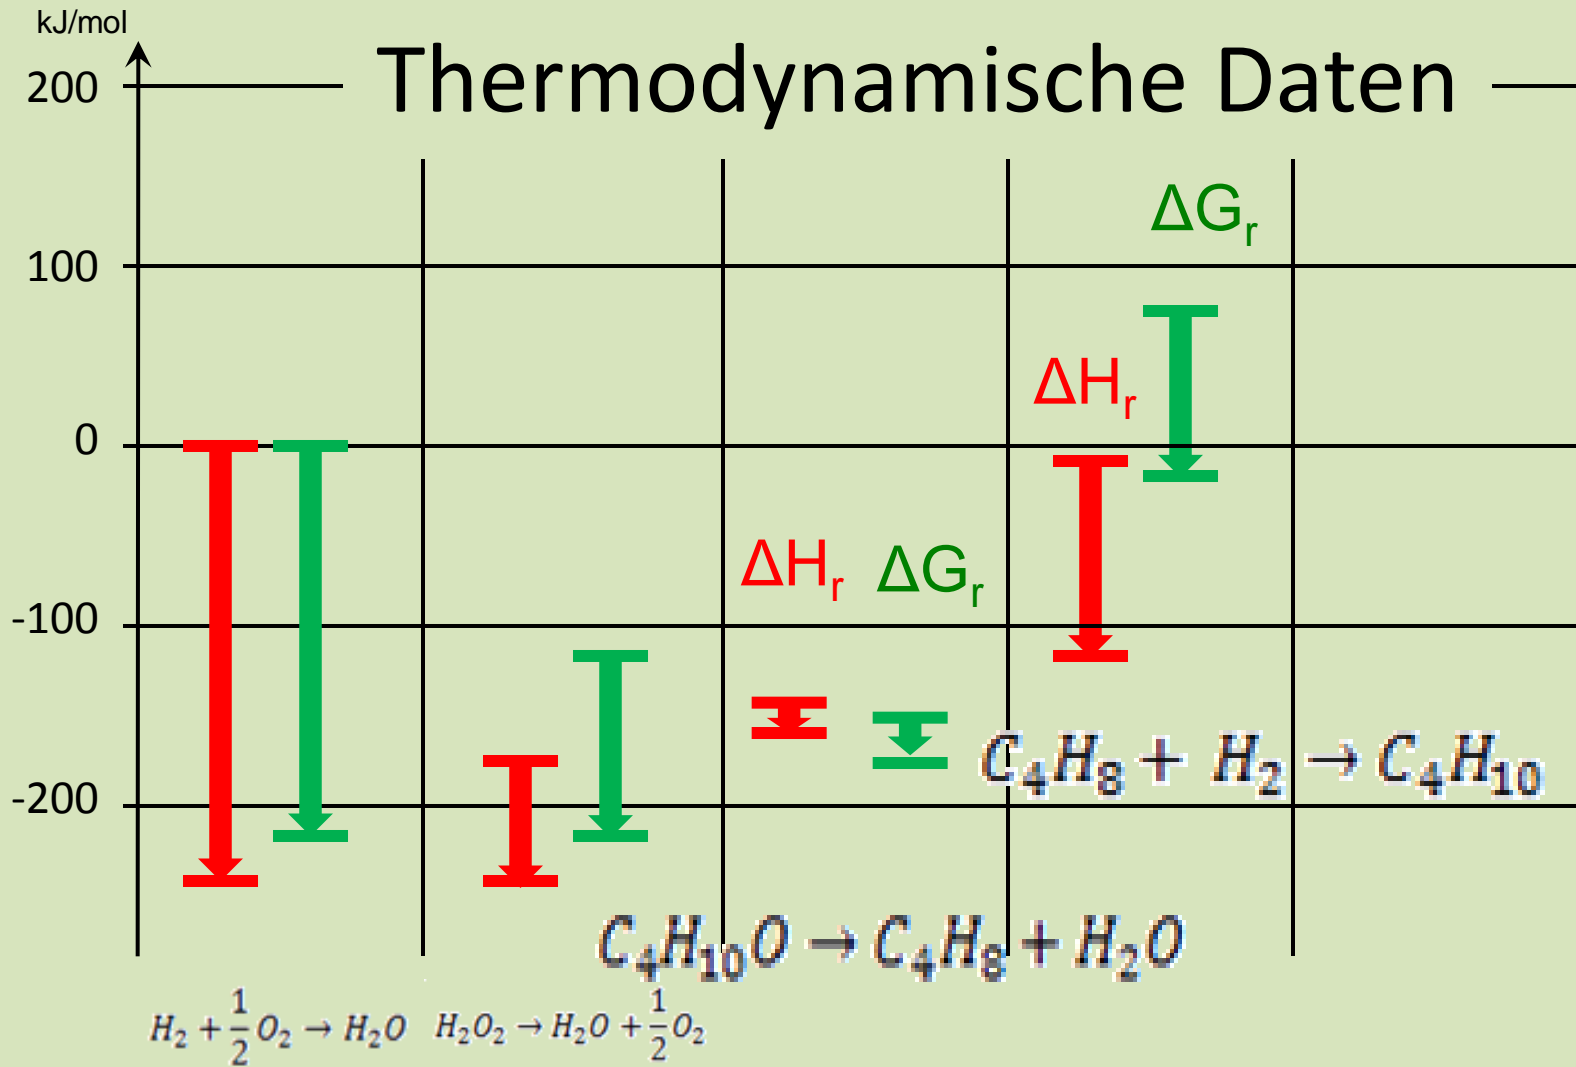 kJ/mol
Thermodynamische Daten
200
ΔGᵣ
100
ΔHᵣ
0
ΔHᵣ ΔGᵣ
-100
C₄H₈ + H₂ → C₄H₁₀
-200
C₄H₁₀O → C₄H₈ + H₂O
H₂ + 1/2 O₂ → H₂O
H₂O₂ → H₂O + 1/2 O₂